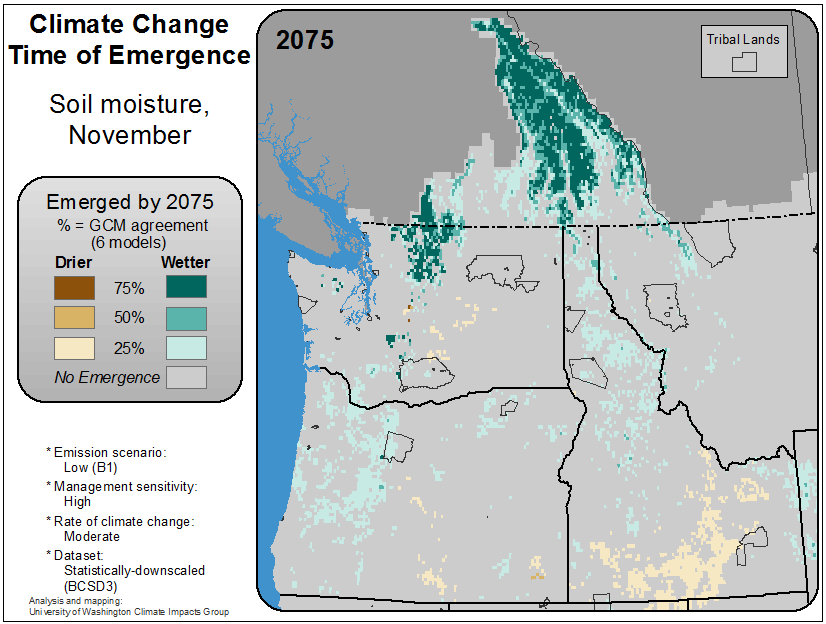 Climate Change
Time of Emergence
Soil moisture,
November
Emerged by 2075
% = GCM agreement
(6 models)
Drier Wetter
75%
50%
25%
No Emergence
* Emission scenario:
Low (B1)
* Management sensitivity:
High
* Rate of climate change:
Moderate
* Dataset:
Statistically-downscaled
(BCSD3)
Analysis and mapping:
University of Washington Climate Impacts Group
2075
Tribal Lands